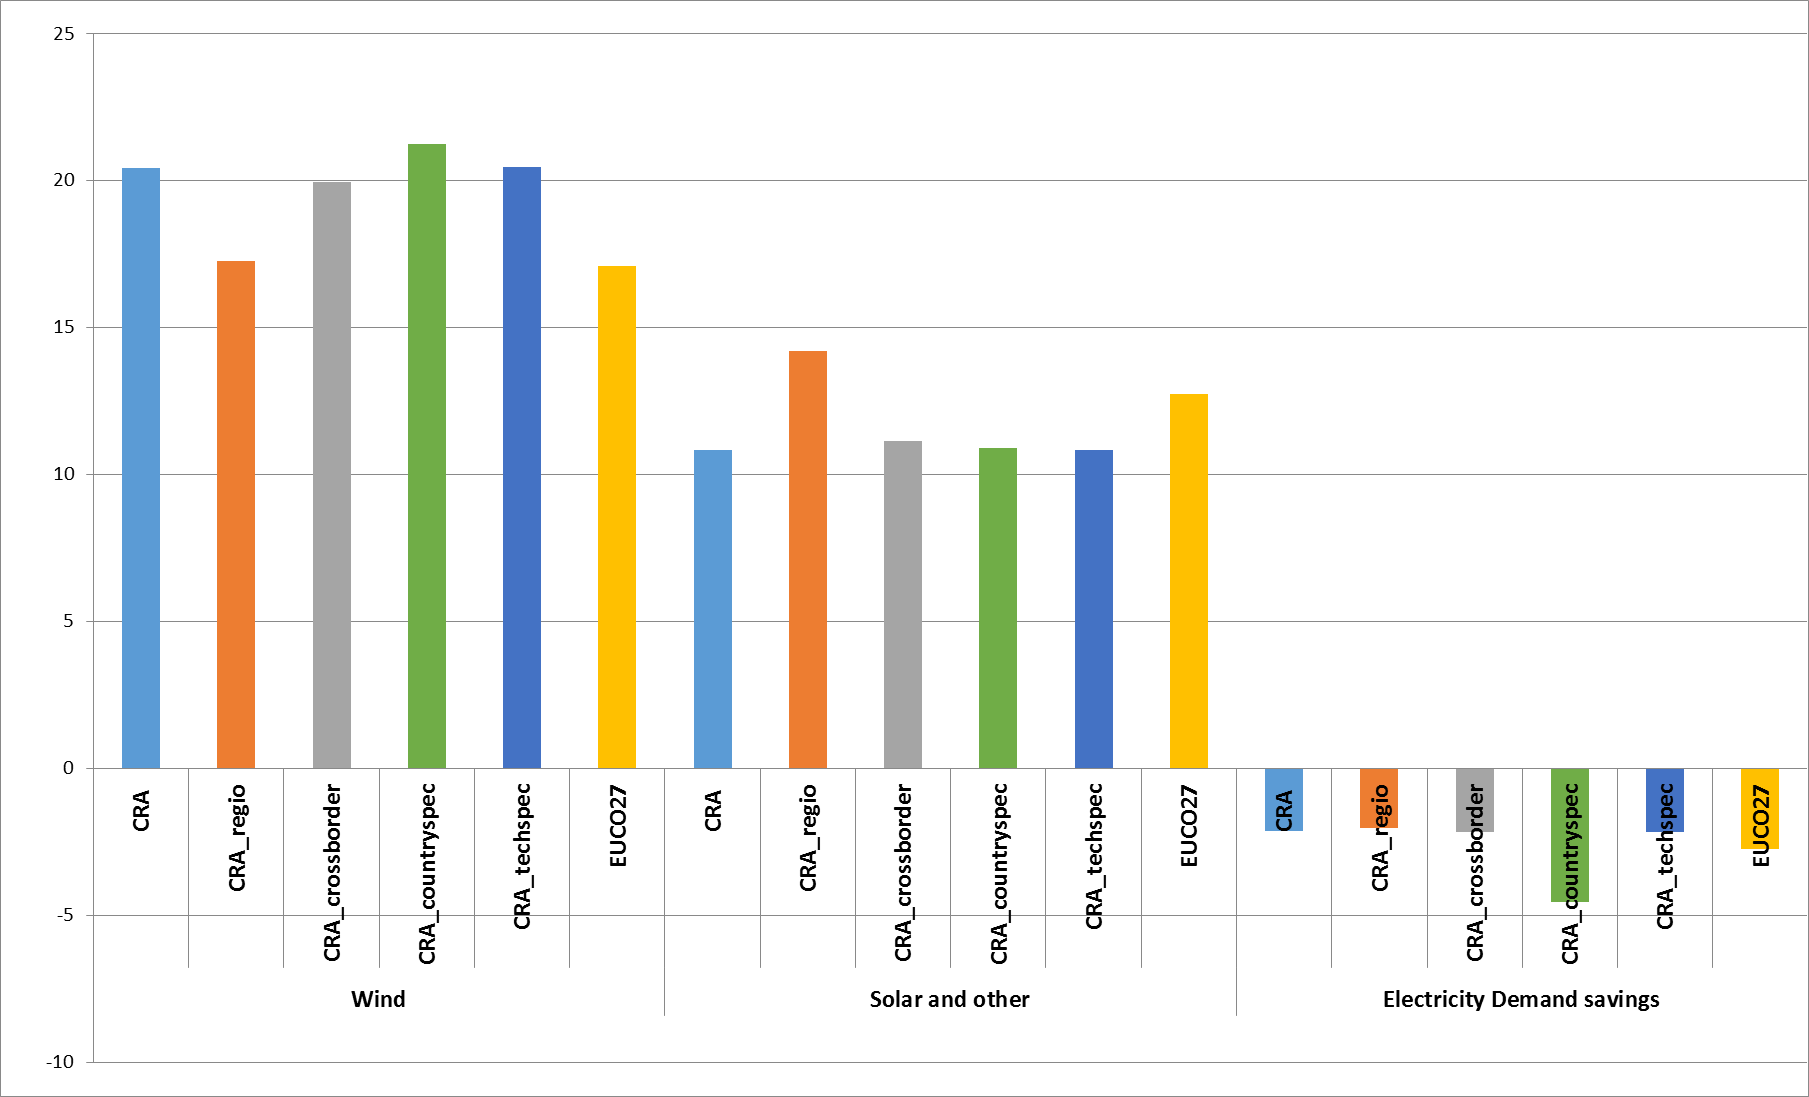 25
20
15
10
5
0
-5
-10
CRA
CRA_regio
CRA_crossborder
CRA_countryspec
CRA_techspec
EUCO27
CRA
CRA_regio
CRA_crossborder
CRA_countryspec
CRA_techspec
EUCO27
CRA
CRA_regio
CRA_crossborder
CRA_countryspec
CRA_techspec
EUCO27
Wind
Solar and other
Electricity Demand savings